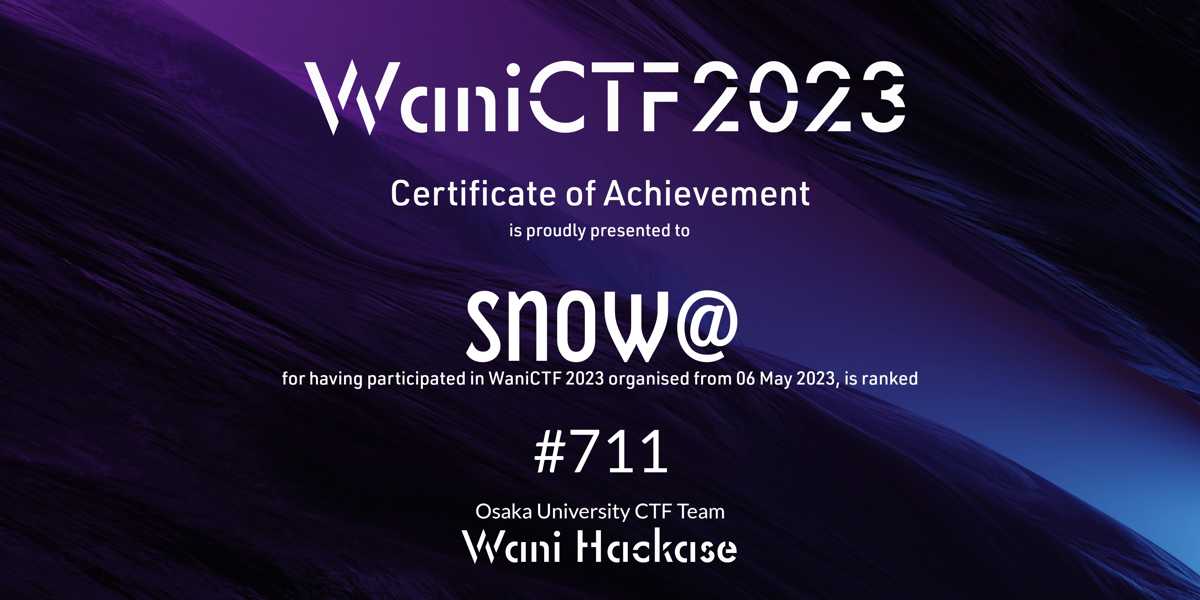 WaniCTF2023
Certificate of Achievement
is proudly presented to
snow@
for having participated in WaniCTF 2023 organised from 06 May 2023, is ranked
#711
Osaka University CTF Team
Wani Hackase